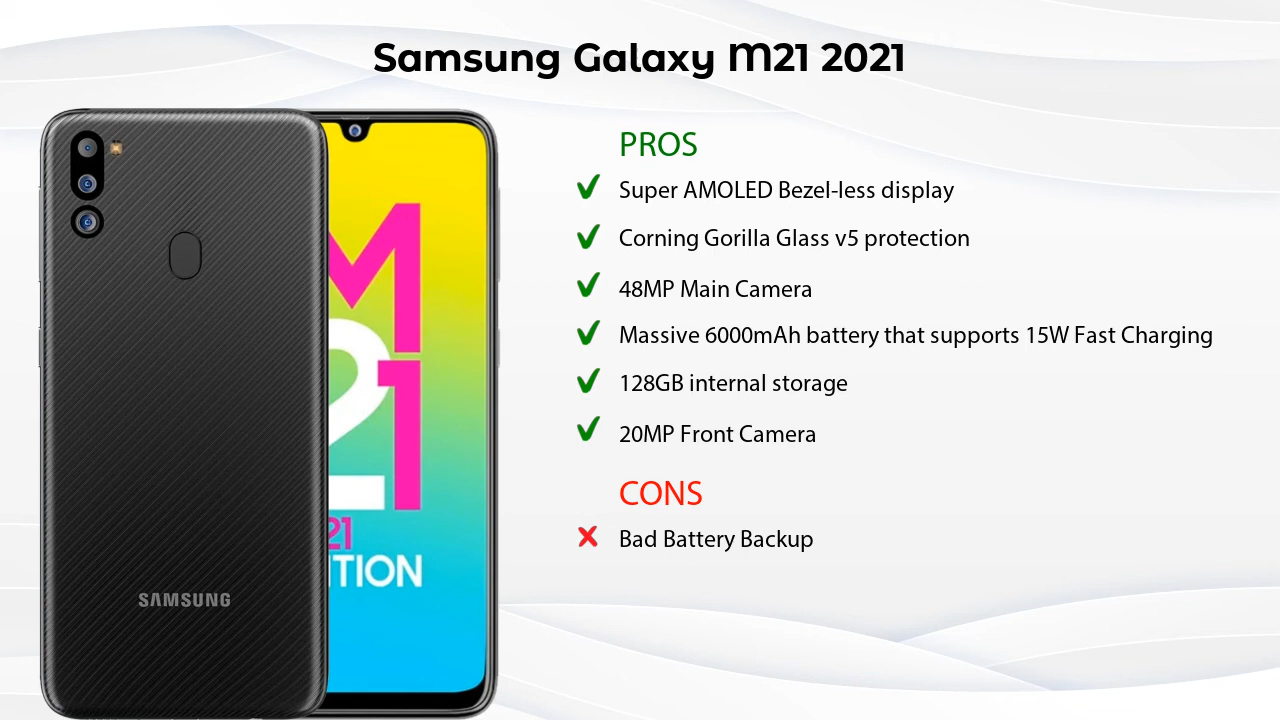 Samsung Galaxy M21 2021
PROS
Super AMOLED Bezel-less display
Corning Gorilla Glass v5 protection
48MP Main Camera
Massive 6000mAh battery that supports 15W Fast Charging
128GB internal storage
20MP Front Camera
CONS
Bad Battery Backup
M
21
21
ITION
SAMSUNG